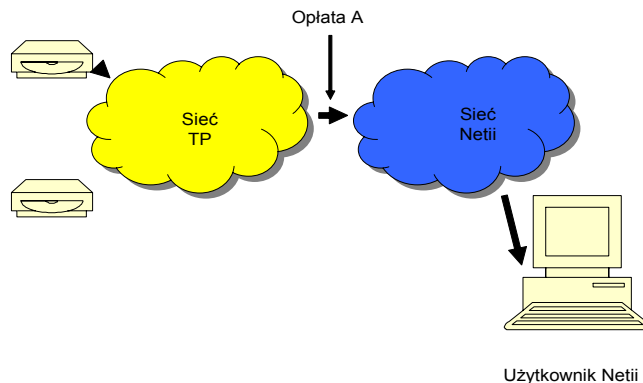 Opłata A
Sieć
TP
Sieć
Netii
Użytkownik Netii